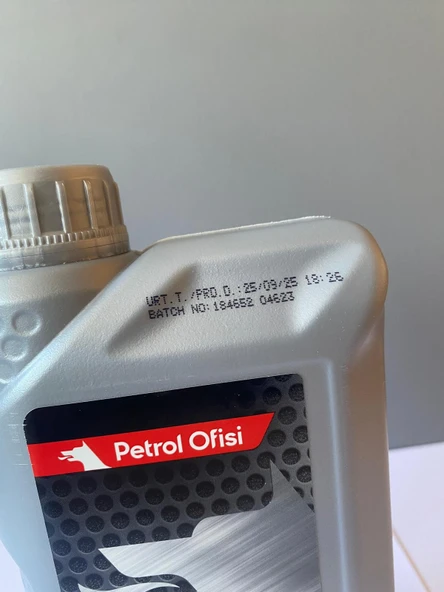 URT.T./PRD.D.:25/09/25 18:26
BATCH NO:184652 04623
Petrol Ofisi